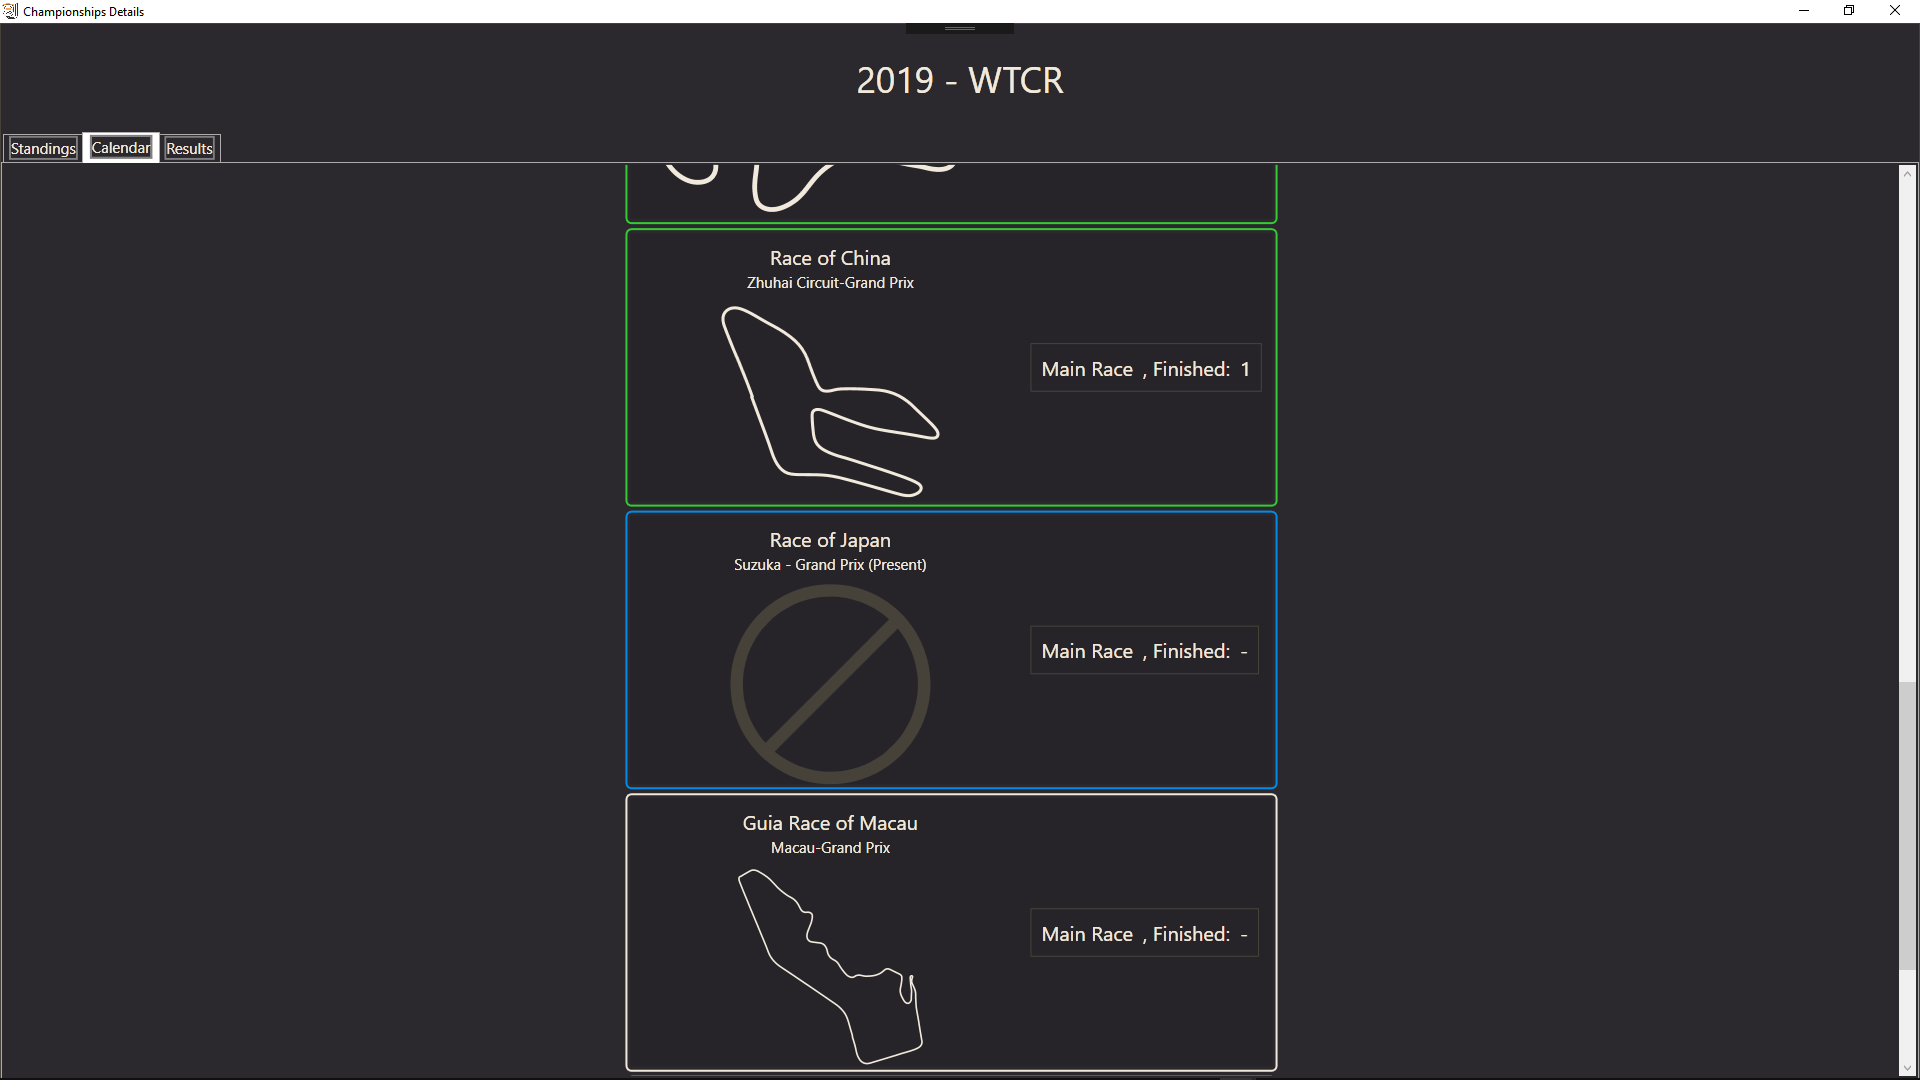 Championships Details
2019 - WTCR
Standings
Calendar
Results
Race of China
Zhuhai Circuit-Grand Prix
Main Race , Finished: 1
Race of Japan
Suzuka - Grand Prix (Present)
Main Race , Finished: -
Guia Race of Macau
Macau-Grand Prix
Main Race , Finished: -